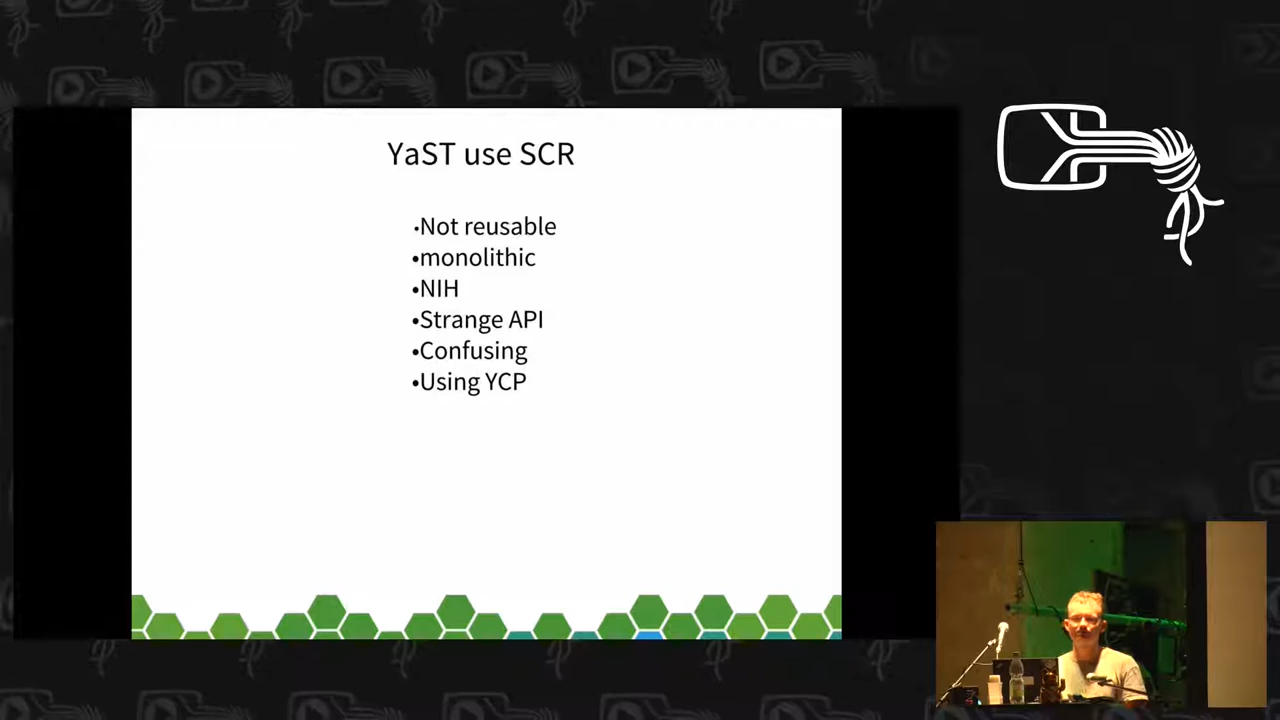 YaST use SCR
•Not reusable
•monolithic
•NIH
•Strange API
•Confusing
•Using YCP